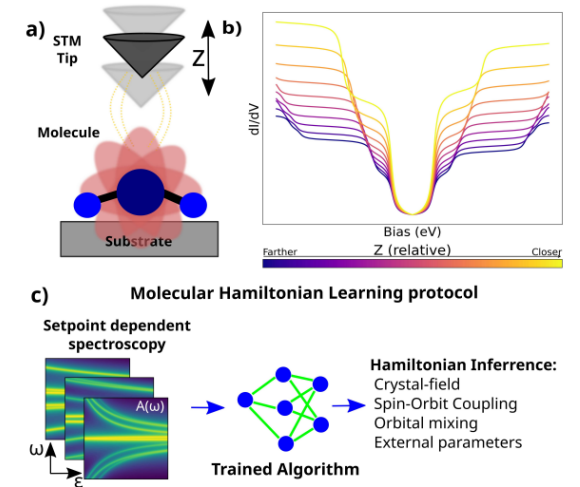 a)
STM
Tip
Z
Molecule
Substrate
b)
dI/dV
Bias (eV)
Z (relative)
Farther
Closer
c)
Molecular Hamiltonian Learning protocol
Setpoint dependent
spectroscopy
A(ω)
ω
ε
Trained Algorithm
Hamiltonian Inferrence:
Crystal-field
Spin-Orbit Coupling
Orbital mixing
External parameters